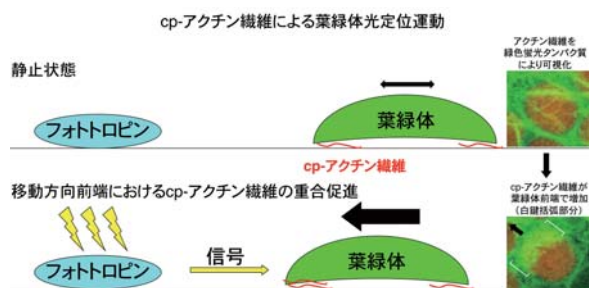 cp-アクチン繊維による葉緑体光定位運動
静止状態
フォトトロピン
葉緑体
アクチン繊維を
緑色蛍光タンパク質
により可視化
cp-アクチン繊維
移動方向前端におけるcp-アクチン繊維の重合促進
フォトトロピン
信号
葉緑体
cp-アクチン繊維が
葉緑体前端で増加
(白鍵括弧部分)